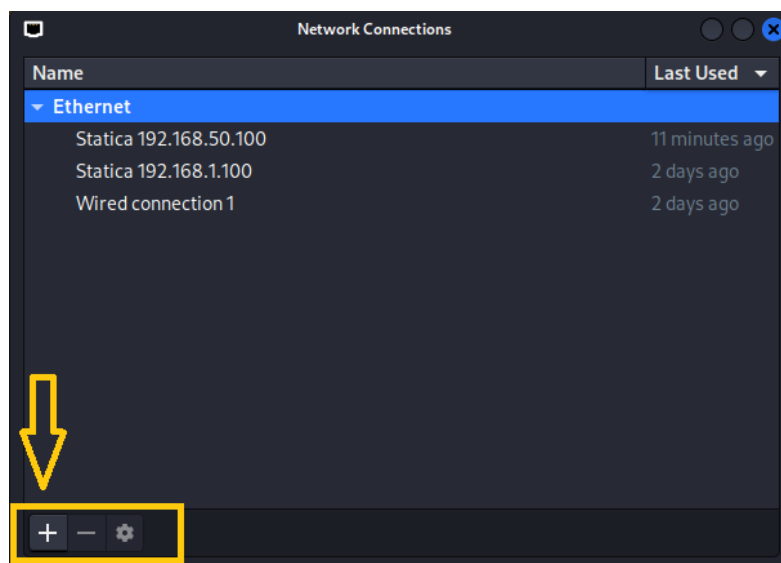 Network Connections
Name Last Used
Ethernet
Statica 192.168.50.100 11 minutes ago
Statica 192.168.1.100 2 days ago
Wired connection 1 2 days ago